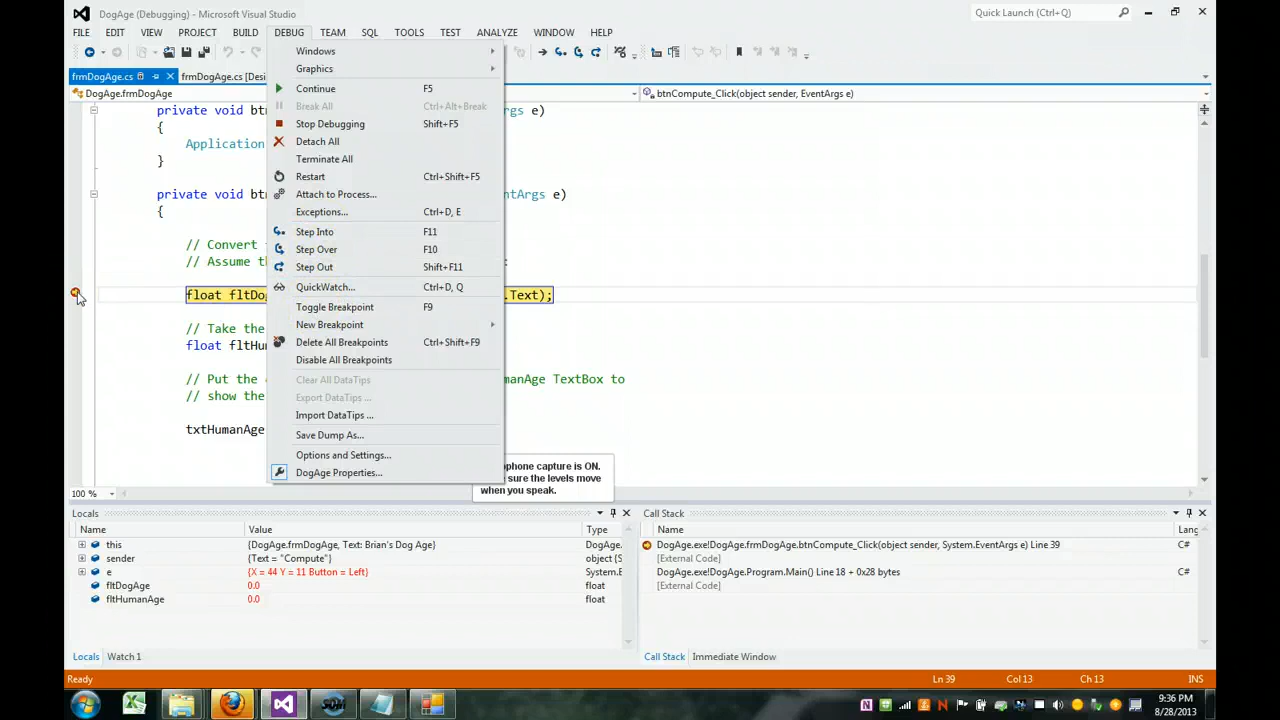 DogAge (Debugging) - Microsoft Visual Studio
Quick Launch (Ctrl+Q)
FILE EDIT VIEW PROJECT BUILD DEBUG TEAM SQL TOOLS TEST ANALYZE WINDOW HELP
frmDogAge.cs frmDogAge.cs [Desi
DogAge.frmDogAge btnCompute_Click(object sender, EventArgs e)
Windows
Graphics
Continue F5
Break All Ctrl+Alt+Break
Stop Debugging Shift+F5
Detach All
Terminate All
Restart Ctrl+Shift+F5
Attach to Process...
Exceptions... Ctrl+D, E
Step Into F11
Step Over F10
Step Out Shift+F11
QuickWatch... Ctrl+D, Q
Toggle Breakpoint F9
New Breakpoint
Delete All Breakpoints Ctrl+Shift+F9
Disable All Breakpoints
Clear All DataTips
Export DataTips ...
Import DataTips ...
Save Dump As...
Options and Settings...
DogAge Properties...
private void bt gs e)
{
Application
}
private void bt entArgs e)
{
// Convert
// Assume th :
float fltDog .Text);
// Take the
float fltHu
// Put the manAge TextBox to
// show the
txtHumanAge
phone capture is ON.
sure the levels move
when you speak.
100 %
Locals
Name Value Type
this {DogAge.frmDogAge, Text: Brian's Dog Age} DogAge.
sender {Text = "Compute"} object {S
e {X = 44 Y = 11 Button = Left} System.E
fltDogAge 0.0 float
fltHumanAge 0.0 float
Locals Watch 1
Call Stack
Name Lang
DogAge.exe!DogAge.frmDogAge.btnCompute_Click(object sender, System.EventArgs e) Line 39 C#
[External Code]
DogAge.exe!DogAge.Program.Main() Line 18 + 0x28 bytes C#
[External Code]
Call Stack Immediate Window
Ready Ln 39 Col 13 Ch 13 INS
9:36 PM
8/28/2013